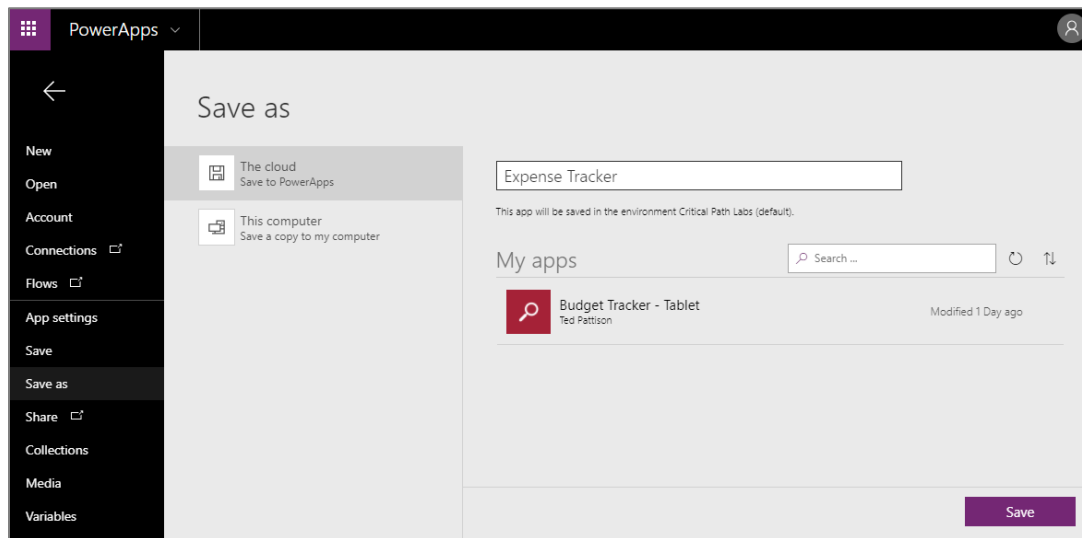 PowerApps
Save as
New
Open
Account
Connections
Flows
App settings
Save
Save as
Share
Collections
Media
Variables
The cloud
Save to PowerApps
This computer
Save a copy to my computer
Expense Tracker
This app will be saved in the environment Critical Path Labs (default).
My apps
Search ...
Budget Tracker - Tablet
Ted Pattison
Modified 1 Day ago
Save